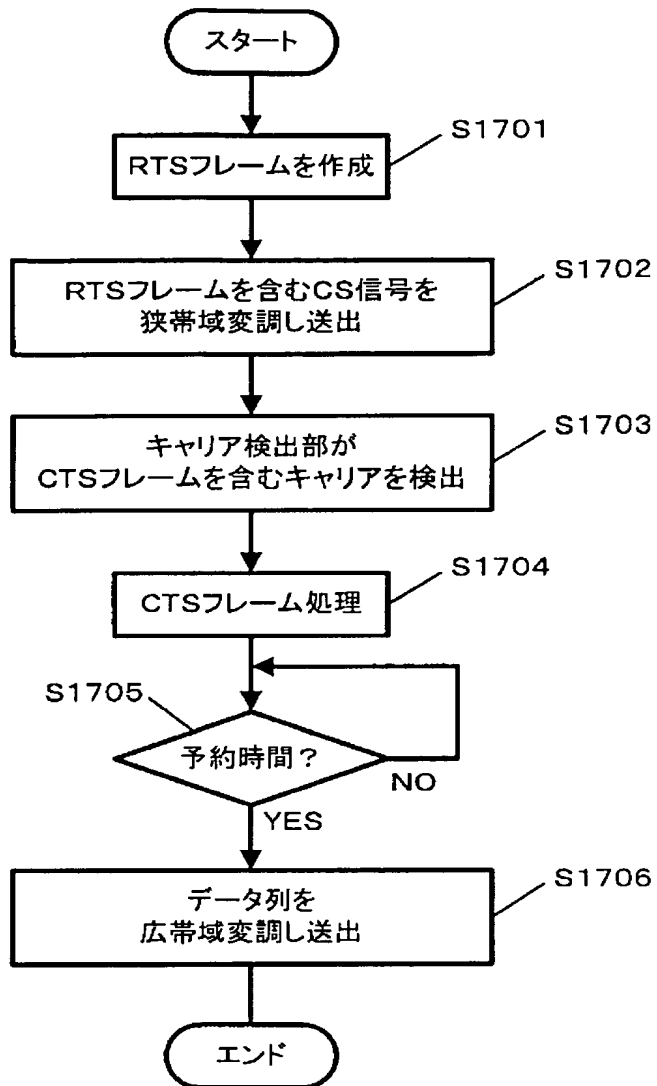 スタート
S1701
RTSフレームを作成
S1702
RTSフレームを含むCS信号を
狭帯域変調し送出
S1703
キャリア検出部が
CTSフレームを含むキャリアを検出
S1704
CTSフレーム処理
S1705
予約時間?
NO
YES
S1706
データ列を
広帯域変調し送出
エンド